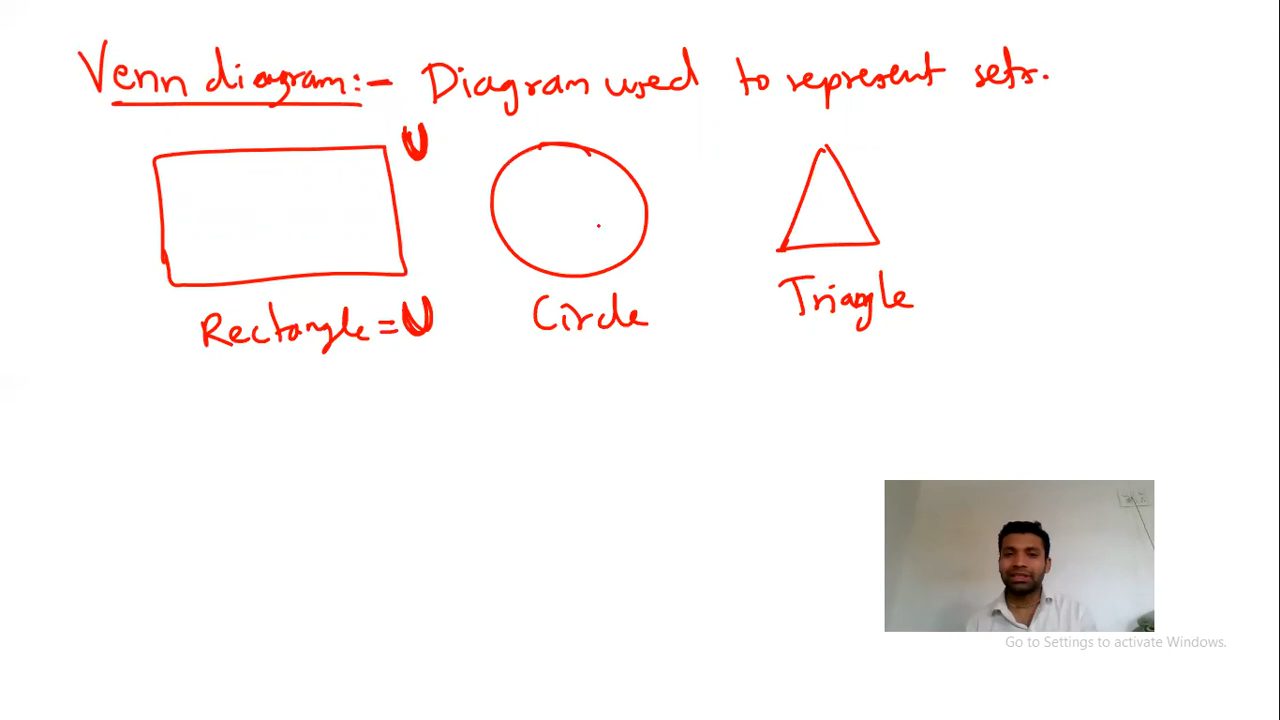 Venn diagram:- Diagram used to represent sets.
U
Rectangle = U
Circle
Triangle
Go to Settings to activate Windows.